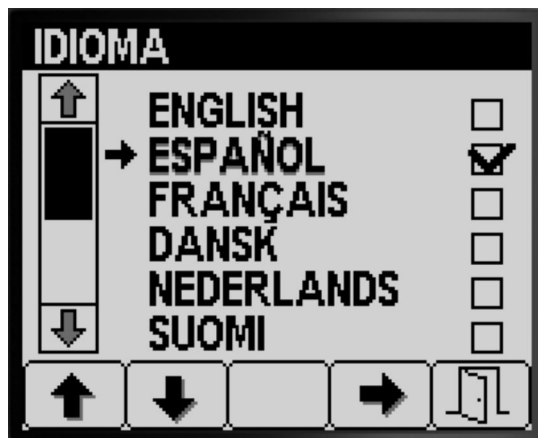 IDIOMA
ENGLISH
ESPAÑOL
FRANÇAIS
DANSK
NEDERLANDS
SUOMI